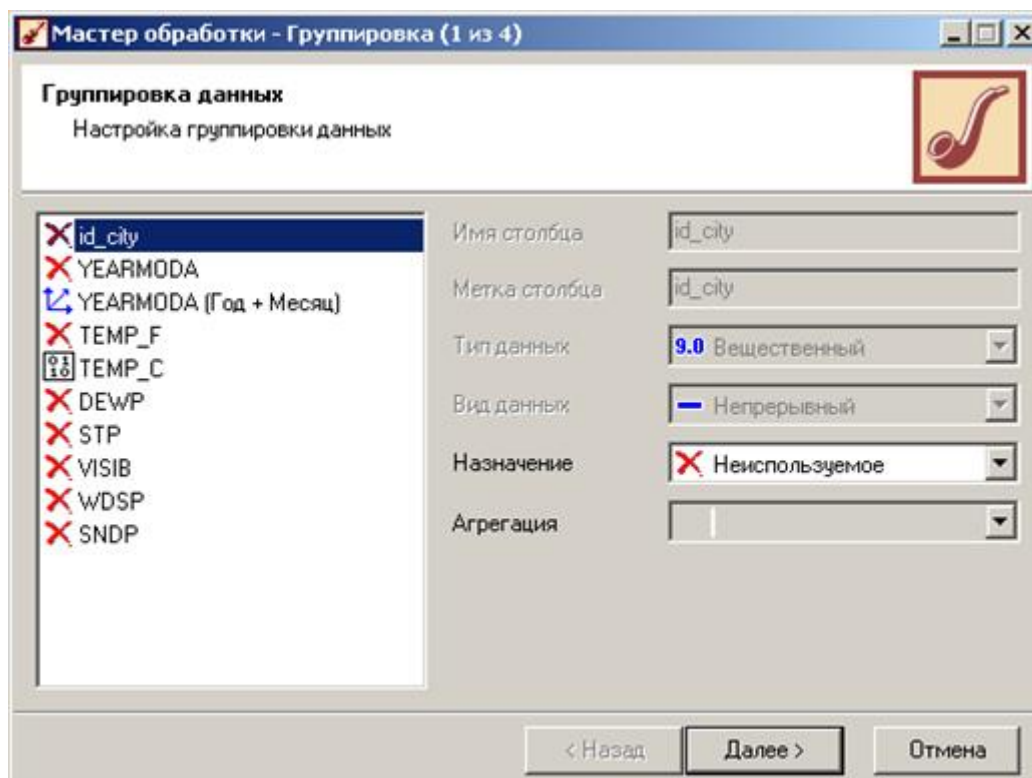 Мастер обработки - Группировка (1 из 4)
Группировка данных
Настройка группировки данных
id_city
YEARMODA
YEARMODA (Год + Месяц)
TEMP_F
TEMP_C
DEWP
STP
VISIB
WDSP
SNDP
Имя столбца id_city
Метка столбца id_city
Тип данных 9.0 Вещественный
Вид данных Непрерывный
Назначение Неиспользуемое
Агрегация
< Назад Далее > Отмена